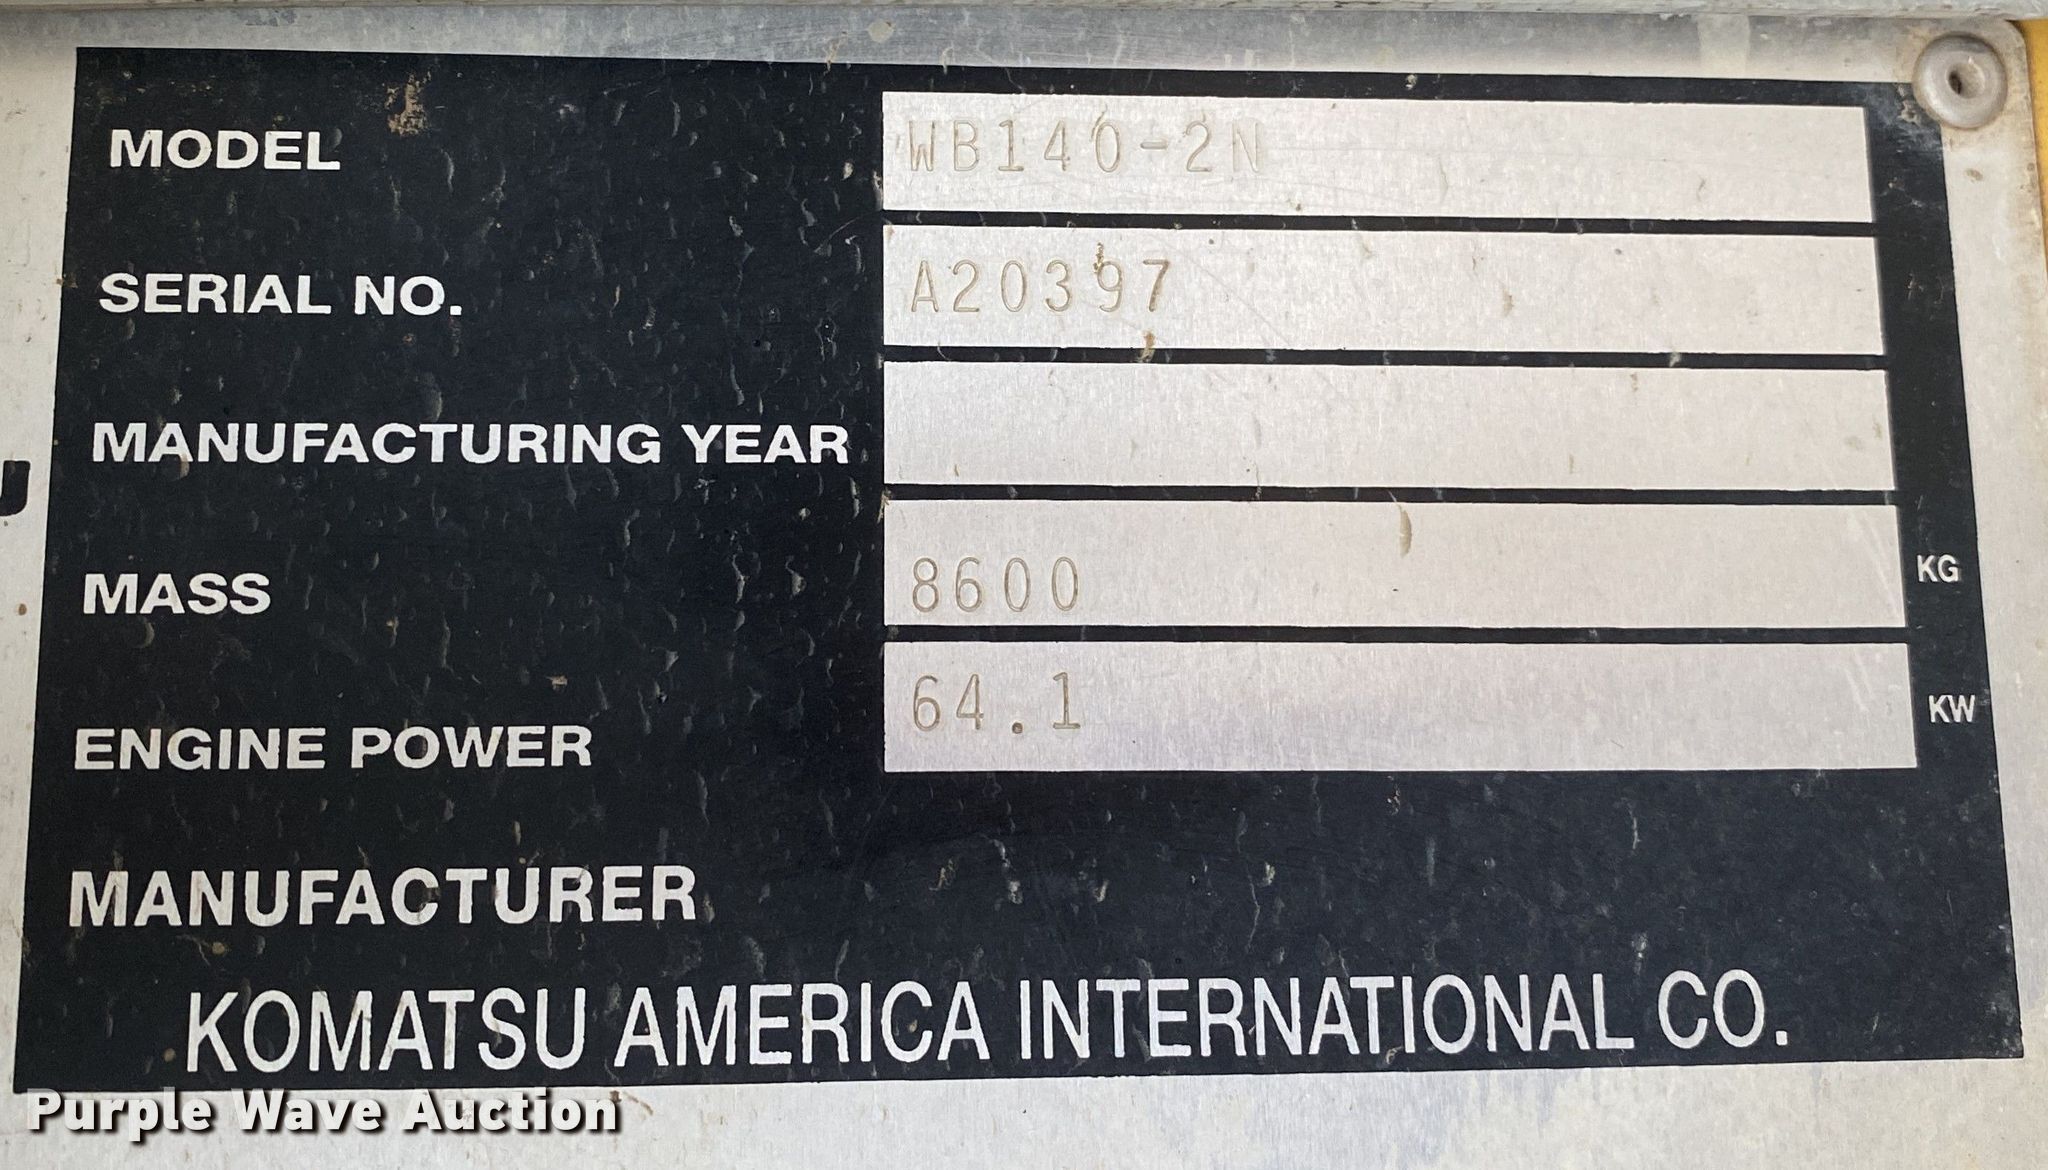 MODEL WB140-2N
SERIAL NO. A20397
MANUFACTURING YEAR
MASS 8600 KG
ENGINE POWER 64.1 KW
MANUFACTURER
KOMATSU AMERICA INTERNATIONAL CO.
Purple Wave Auction